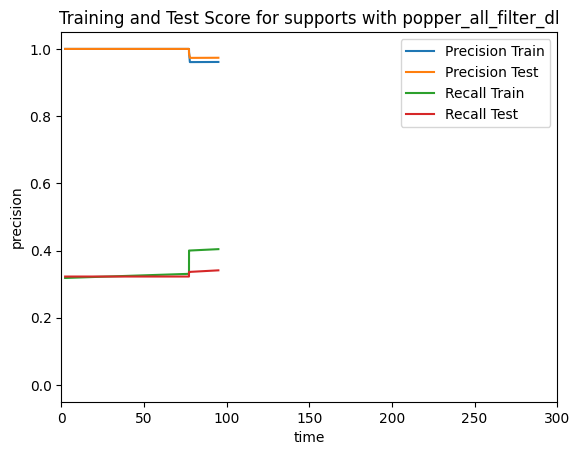 Training and Test Score for supports with popper_all_filter_dl
Precision Train
Precision Test
Recall Train
Recall Test
precision
1.0
0.8
0.6
0.4
0.2
0.0
0 50 100 150 200 250 300
time